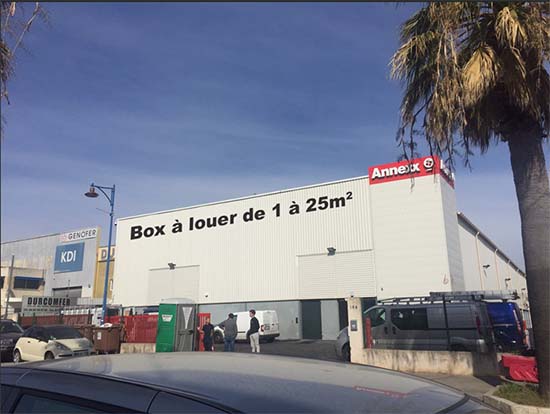 Annexx
Box à louer de 1 à 25m²
GENOFER
KDI
DURCOMFER